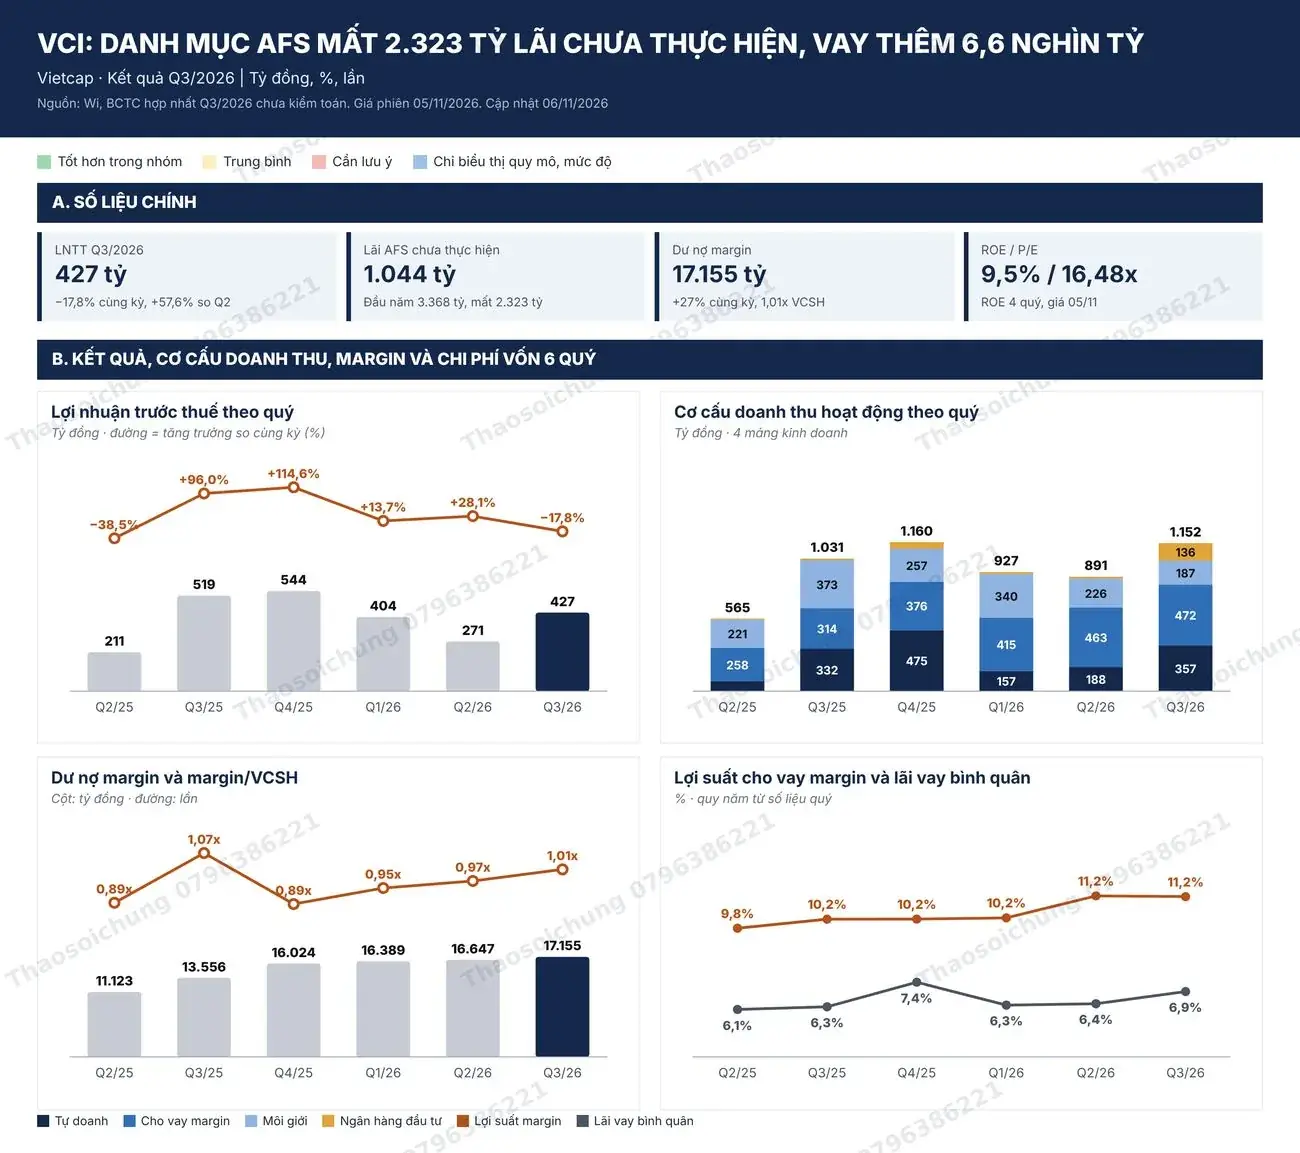 VCI: DANH MỤC AFS MẤT 2.323 TỶ LÃI CHƯA THỰC HIỆN, VAY THÊM 6,6 NGHÌN TỶ
Vietcap · Kết quả Q3/2026 | Tỷ đồng, %, lần
Nguồn: Wi, BCTC hợp nhất Q3/2026 chưa kiểm toán. Giá phiên 05/11/2026. Cập nhật 06/11/2026
Tốt hơn trong nhóm
Trung bình
Cần lưu ý
Chỉ biểu thị quy mô, mức độ
A. SỐ LIỆU CHÍNH
LNTT Q3/2026
427 tỷ
−17,8% cùng kỳ, +57,6% so Q2
Lãi AFS chưa thực hiện
1.044 tỷ
Đầu năm 3.368 tỷ, mất 2.323 tỷ
Dư nợ margin
17.155 tỷ
+27% cùng kỳ, 1,01x VCSH
ROE / P/E
9,5% / 16,48x
ROE 4 quý, giá 05/11
B. KẾT QUẢ, CƠ CẤU DOANH THU, MARGIN VÀ CHI PHÍ VỐN 6 QUÝ
Lợi nhuận trước thuế theo quý
Tỷ đồng · đường = tăng trưởng so cùng kỳ (%)
−38,5% +96,0% +114,6% +13,7% +28,1% −17,8%
211 519 544 404 271 427
Q2/25 Q3/25 Q4/25 Q1/26 Q2/26 Q3/26
Cơ cấu doanh thu hoạt động theo quý
Tỷ đồng · 4 mảng kinh doanh
565 1.031 1.160 927 891 1.152
136
221 373 257 340 226 187
258 314 376 415 463 472
332 475 157 188 357
Q2/25 Q3/25 Q4/25 Q1/26 Q2/26 Q3/26
Dư nợ margin và margin/VCSH
Cột: tỷ đồng · đường: lần
0,89x 1,07x 0,89x 0,95x 0,97x 1,01x
11.123 13.556 16.024 16.389 16.647 17.155
Q2/25 Q3/25 Q4/25 Q1/26 Q2/26 Q3/26
Lợi suất cho vay margin và lãi vay bình quân
% · quy năm từ số liệu quý
9,8% 10,2% 10,2% 10,2% 11,2% 11,2%
6,1% 6,3% 7,4% 6,3% 6,4% 6,9%
Q2/25 Q3/25 Q4/25 Q1/26 Q2/26 Q3/26
Tự doanh
Cho vay margin
Môi giới
Ngân hàng đầu tư
Lợi suất margin
Lãi vay bình quân
Thaosoichung 0796386221